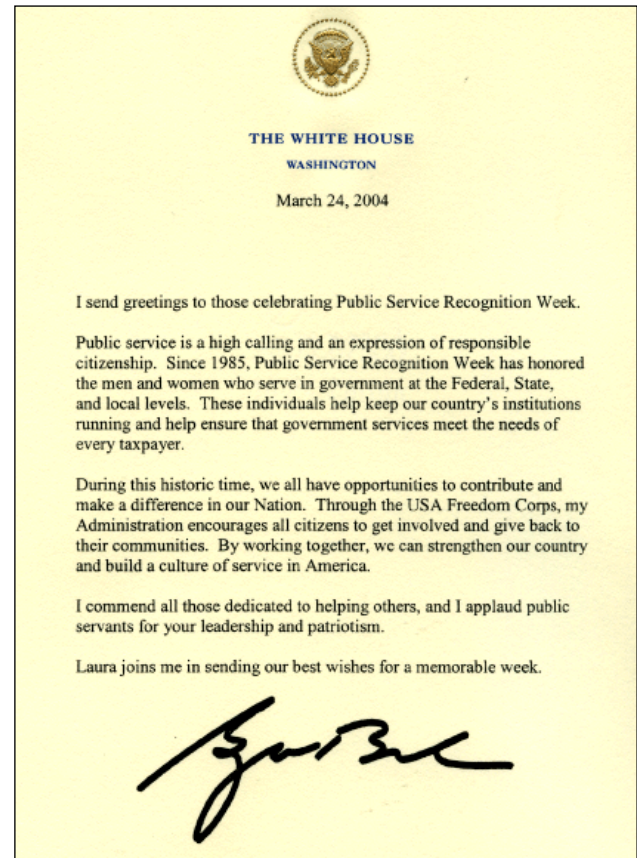 THE WHITE HOUSE
WASHINGTON
March 24, 2004
I send greetings to those celebrating Public Service Recognition Week.
Public service is a high calling and an expression of responsible
citizenship.  Since 1985, Public Service Recognition Week has honored
the men and women who serve in government at the Federal, State,
and local levels.  These individuals help keep our country's institutions
running and help ensure that government services meet the needs of
every taxpayer.
During this historic time, we all have opportunities to contribute and
make a difference in our Nation.  Through the USA Freedom Corps, my
Administration encourages all citizens to get involved and give back to
their communities.  By working together, we can strengthen our country
and build a culture of service in America.
I commend all those dedicated to helping others, and I applaud public
servants for your leadership and patriotism.
Laura joins me in sending our best wishes for a memorable week.